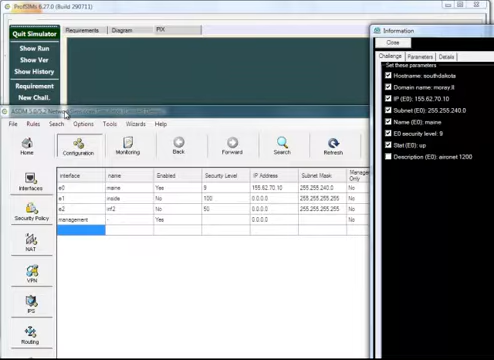 ProfSIMs 6.27.0 (Build 290711)
Quit Simulator
Show Run
Show Ver
Show History
Requirement
New Chall.
Requirements
Diagram
PIX
Information
Close
Challenge
Parameters
Details
Set these parameters
Hostname: southdakota
Domain name: moray.it
IP (E0): 155.62.70.10
Subnet (E0): 255.255.240.0
Name (E0): maine
E0 security level: 9
Start (E0): up
Description (E0): aironet 1200
File Rules Seach Options Tools Wizards Help
Home
Configuration
Monitoring
Back
Forward
Search
Refresh
Interfaces
Security Policy
NAT
VPN
IPS
Routing
interface name Enabled Security Level IP Address Subnet Mask Management Only
e0 maine Yes 9 155.62.70.10 255.255.240.0 No
e1 inside No 100 0.0.0.0 255.255.255.255 No
e2 inf2 No 50 0.0.0.0 255.255.255.255 No
management - Yes 0.0.0.0 No